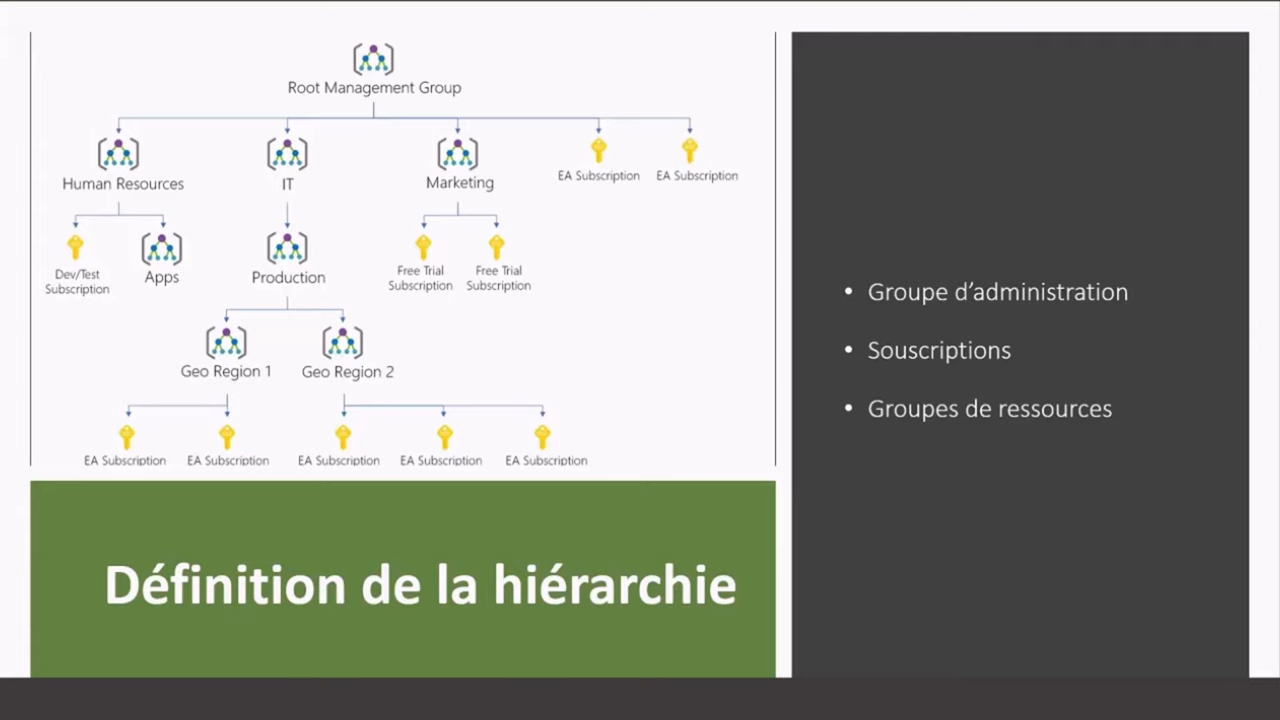 Root Management Group
Human Resources
IT
Marketing
EA Subscription
EA Subscription
Dev/Test
Subscription
Apps
Production
Free Trial
Subscription
Free Trial
Subscription
Geo Region 1
Geo Region 2
EA Subscription
EA Subscription
EA Subscription
EA Subscription
EA Subscription
Définition de la hiérarchie
• Groupe d’administration
• Souscriptions
• Groupes de ressources